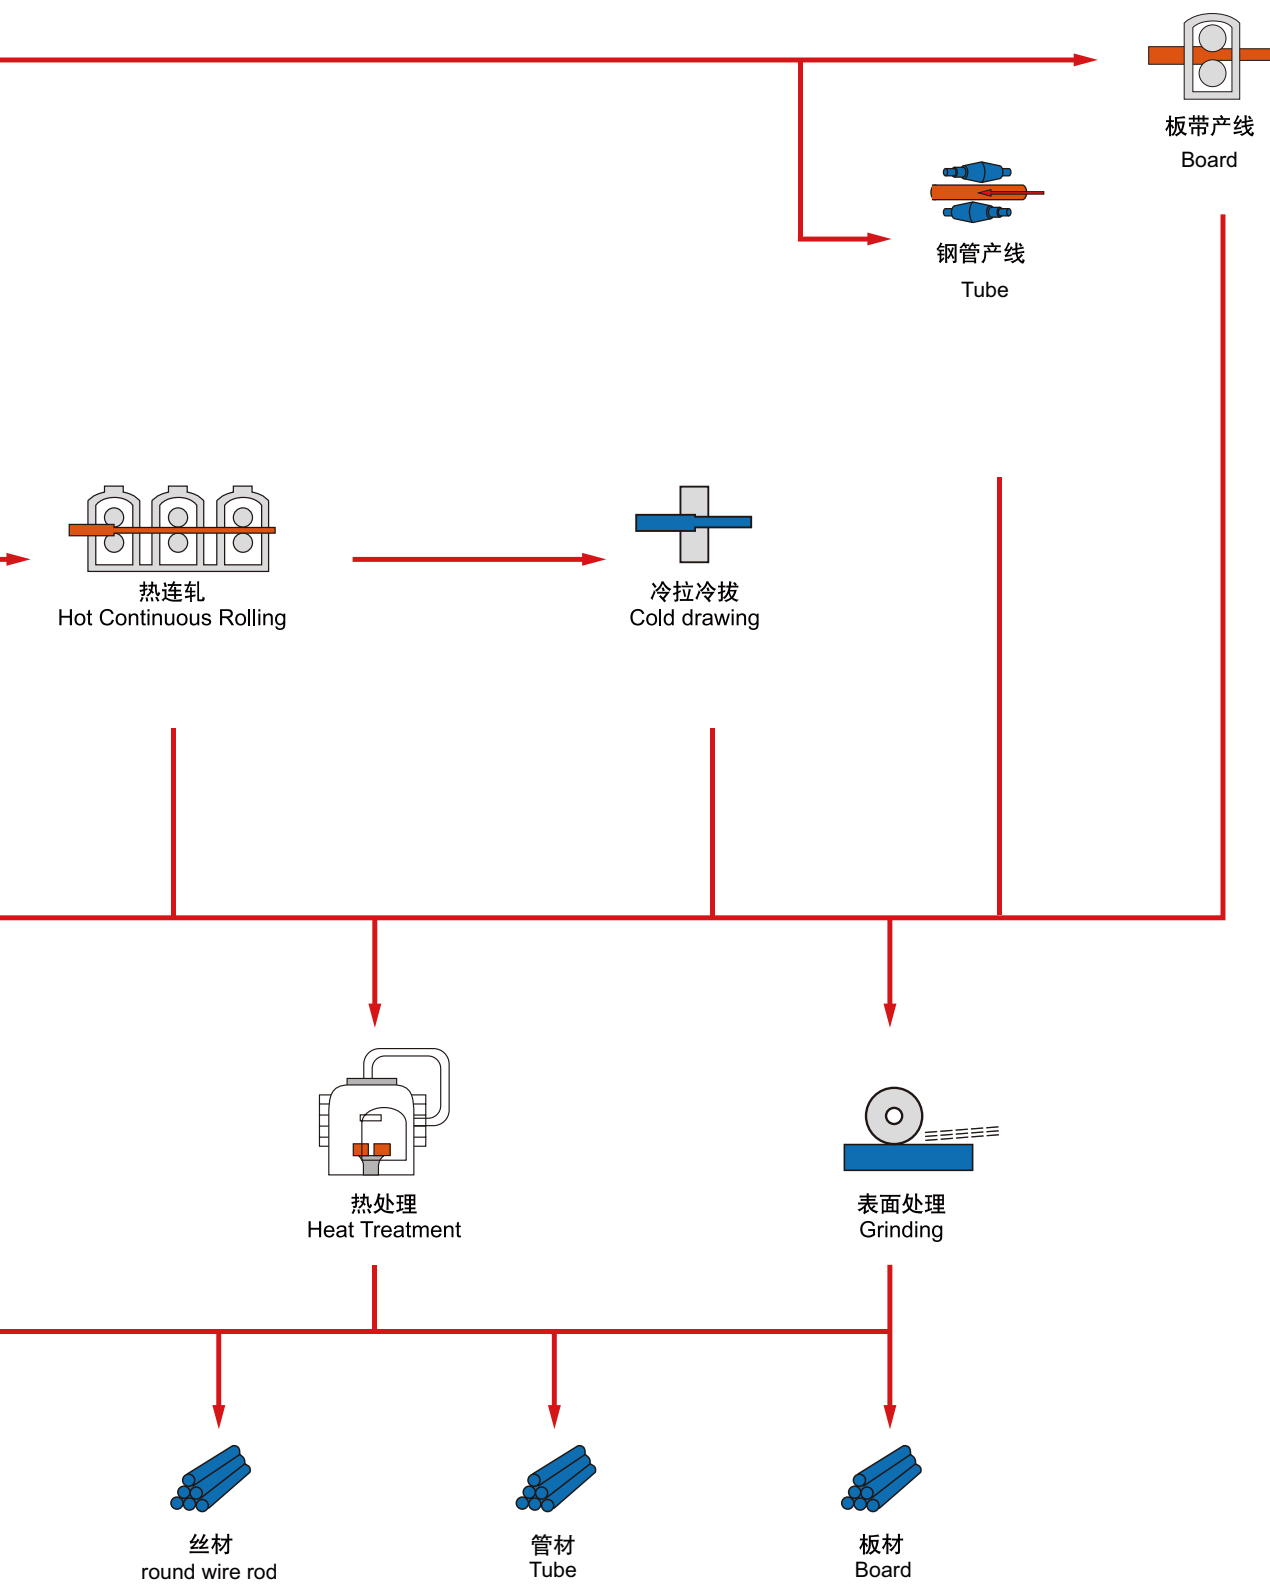 板带产线
Board
钢管产线
Tube
热连轧
Hot Continuous Rolling
冷拉冷拔
Cold drawing
热处理
Heat Treatment
表面处理
Grinding
丝材
round wire rod
管材
Tube
板材
Board